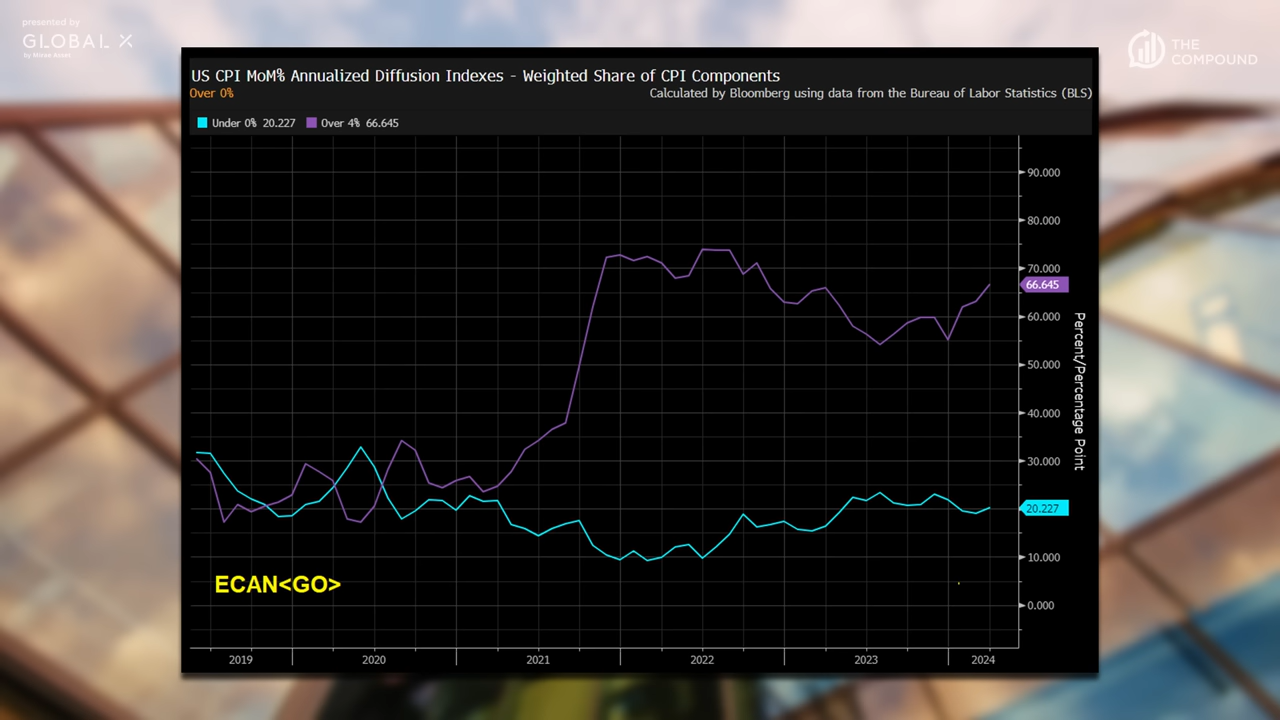 presented by
GLOBAL X
by Mirae Asset
THE
COMPOUND
US CPI MoM% Annualized Diffusion Indexes - Weighted Share of CPI Components
Over 0%
Calculated by Bloomberg using data from the Bureau of Labor Statistics (BLS)
Under 0% 20.227 Over 4% 66.645
90.000
80.000
70.000
66.645
60.000
50.000
40.000
30.000
20.227
10.000
0.000
Percent/Percentage Point
ECAN<GO>
2019 2020 2021 2022 2023 2024